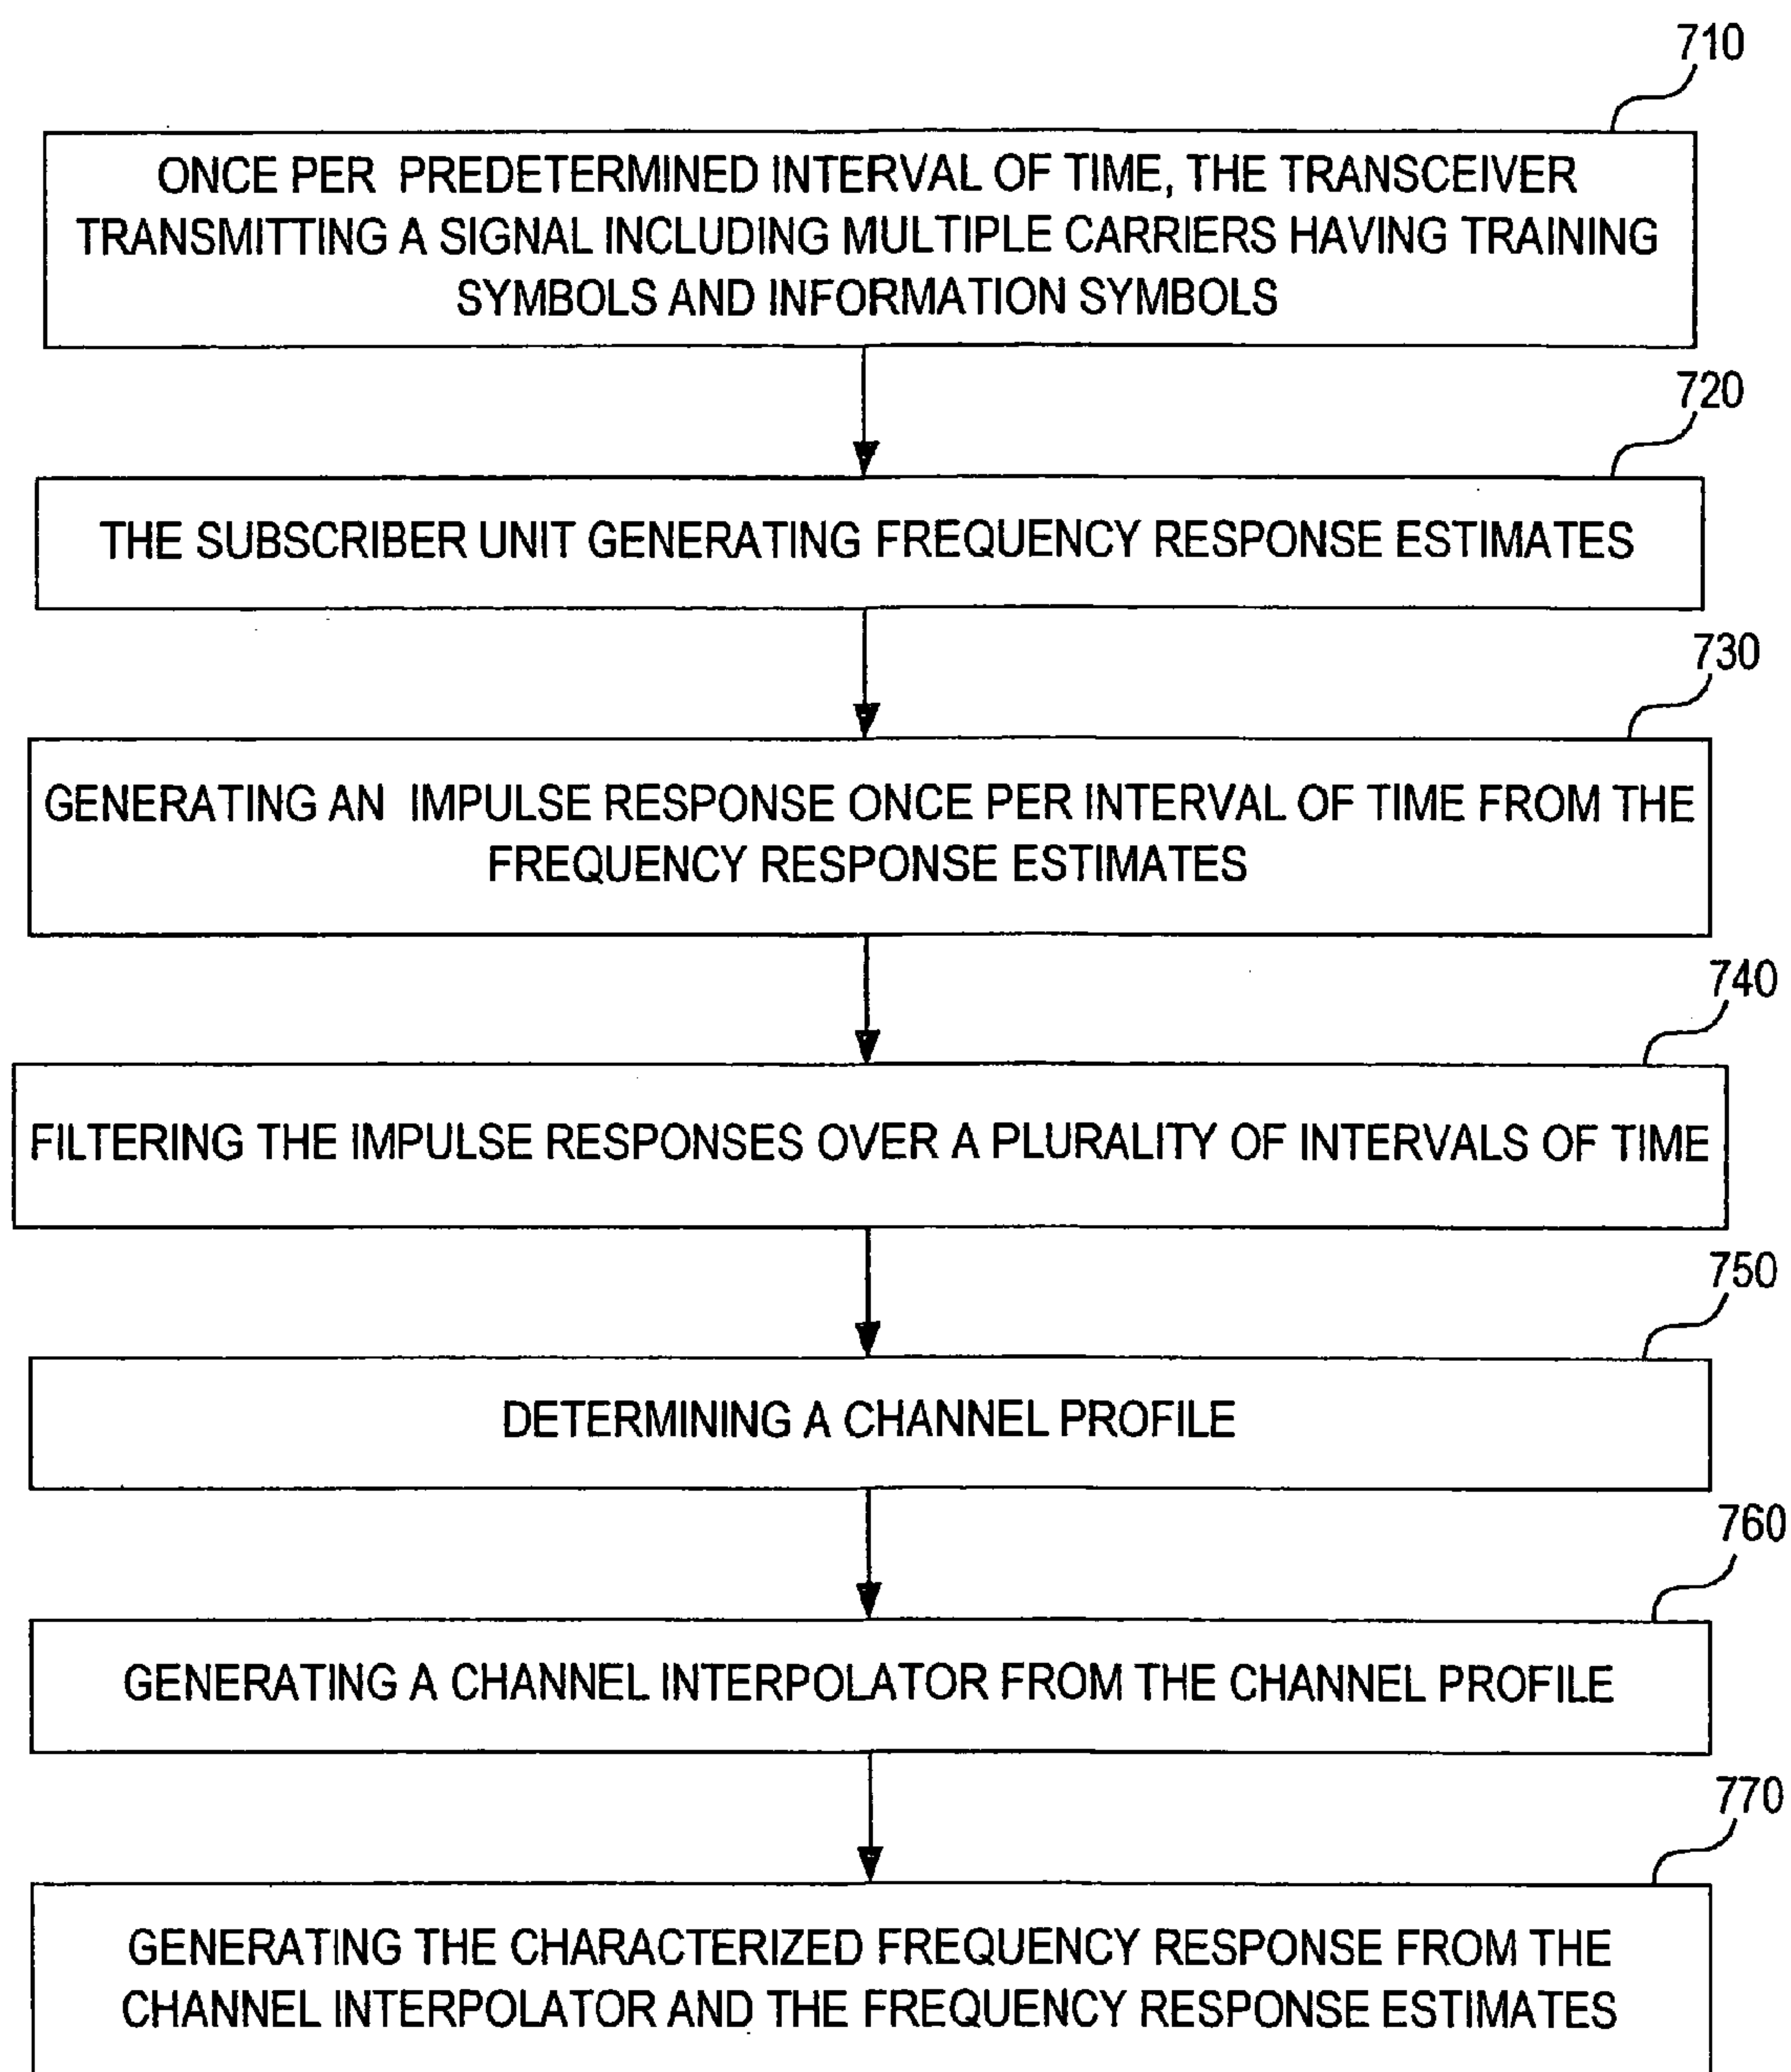 710
ONCE PER PREDETERMINED INTERVAL OF TIME, THE TRANSCEIVER
TRANSMITTING A SIGNAL INCLUDING MULTIPLE CARRIERS HAVING TRAINING
SYMBOLS AND INFORMATION SYMBOLS
720
THE SUBSCRIBER UNIT GENERATING FREQUENCY RESPONSE ESTIMATES
730
GENERATING AN IMPULSE RESPONSE ONCE PER INTERVAL OF TIME FROM THE
FREQUENCY RESPONSE ESTIMATES
740
FILTERING THE IMPULSE RESPONSES OVER A PLURALITY OF INTERVALS OF TIME
750
DETERMINING A CHANNEL PROFILE
760
GENERATING A CHANNEL INTERPOLATOR FROM THE CHANNEL PROFILE
770
GENERATING THE CHARACTERIZED FREQUENCY RESPONSE FROM THE
CHANNEL INTERPOLATOR AND THE FREQUENCY RESPONSE ESTIMATES